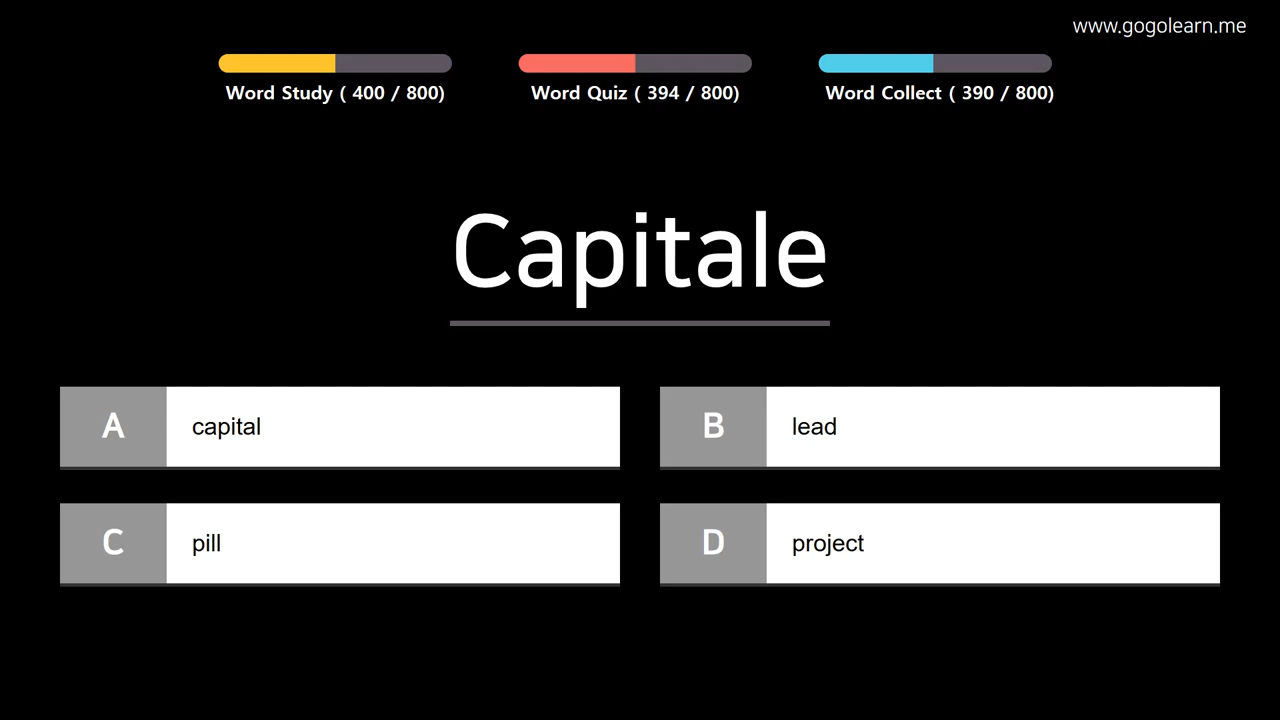 www.gogolearn.me
Word Study ( 400 / 800)
Word Quiz ( 394 / 800)
Word Collect ( 390 / 800)
Capitale
A
capital
B
lead
C
pill
D
project